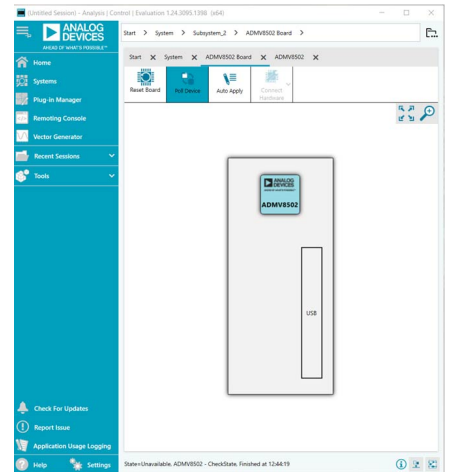 (Untitled Session) - Analysis | Control | Evaluation 1.24.3095.1398 (x64)
ANALOG
DEVICES
AHEAD OF WHAT'S POSSIBLE™
Home
Systems
Plug-in Manager
Remoting Console
Vector Generator
Recent Sessions
Tools
Check For Updates
Report Issue
Application Usage Logging
Help Settings
Start > System > Subsystem_2 > ADMV8502 Board >
Start X System X ADMV8502 Board X ADMV8502 X
Reset Board
Poll Device
Auto Apply
Connect
Hardware
ANALOG
DEVICES
ADMV8502
USB
State=Unavailable, ADMV8502 - CheckState, Finished at 12:44:19